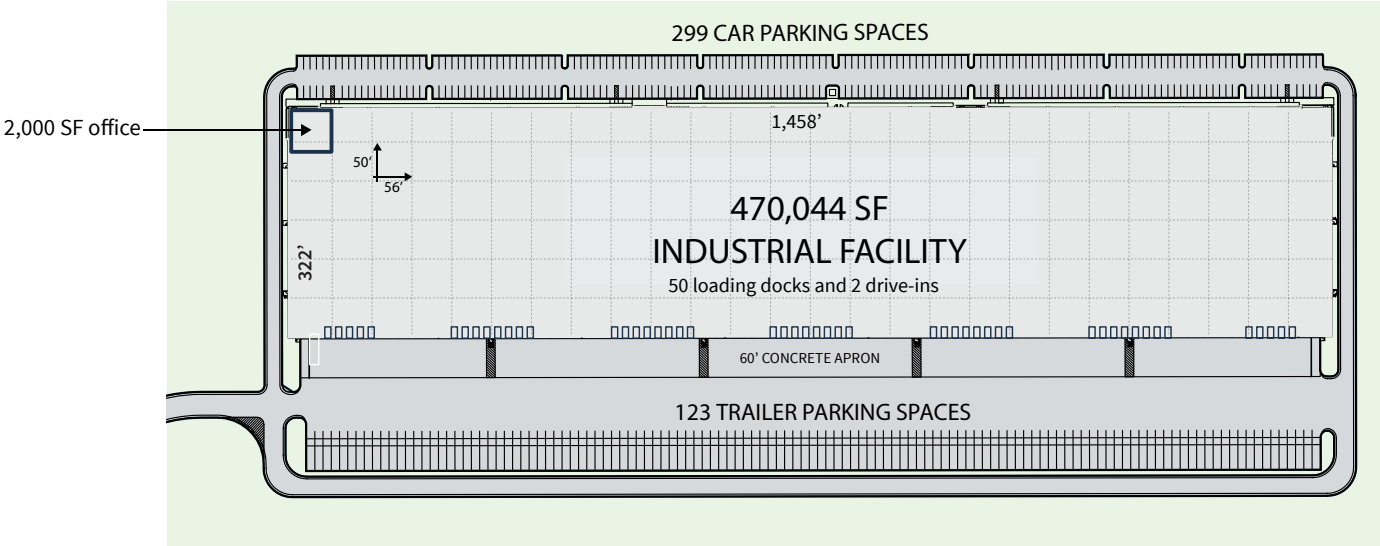 299 CAR PARKING SPACES
2,000 SF office
1,458’
50’
56’
322’
470,044 SF
INDUSTRIAL FACILITY
50 loading docks and 2 drive-ins
60’ CONCRETE APRON
123 TRAILER PARKING SPACES